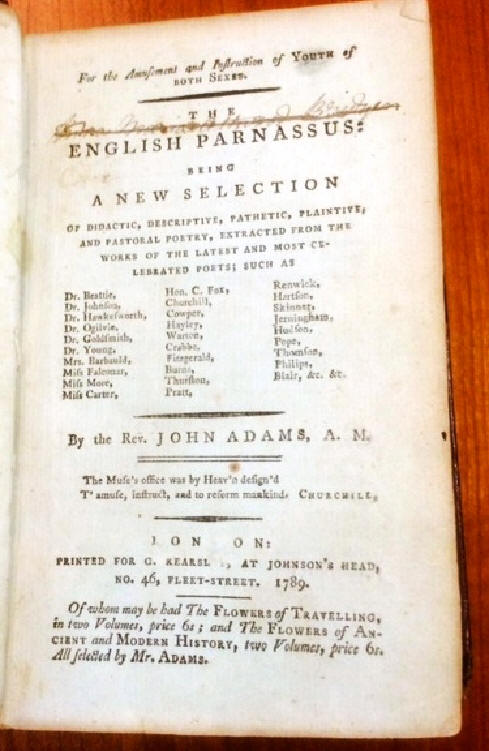 For the Amusement and Instruction of YOUTH of
BOTH SEXES.
THE
ENGLISH PARNASSUS:
BEING
A NEW SELECTION
OF DIDACTIC, DESCRIPTIVE, PATHETIC, PLAINTIVE,
AND PASTORAL POETRY, EXTRACTED FROM THE
WORKS OF THE LATEST AND MOST CE-
LEBRATED POETS; SUCH AS
Dr. Beattie,
Dr. Johnson,
Dr. Hawkesworth,
Dr. Ogilvie,
Dr. Goldsmith,
Dr. Young,
Mrs. Barbauld,
Miſs Falconar,
Miſs More,
Miſs Carter,
Hon. C. Fox,
Churchill,
Cowper,
Hayley,
Warton,
Crabbe,
Fitzgerald,
Burns,
Thurston,
Pratt,
Renwick,
Hartson,
Skinner,
Jerningham,
Hudson,
Pope,
Thomson,
Philips,
Blair, &c. &c.
By the Rev. JOHN ADAMS, A. M.
The Muſe's office was by Heav'n deſign'd
T' amuſe, inſtruct, and to reform mankind. CHURCHILL,
LON ON:
PRINTED FOR G. KEARSL , AT JOHNSON'S HEAD,
NO. 46, FLEET-STREET. 1789.
Of whom may be had The FLOWERS of TRAVELLING,
in two Volumes, price 6s; and The FLOWERS of AN-
CIENT and MODERN HISTORY, two Volumes, price 6s.
All ſelected by Mr. ADAMS.